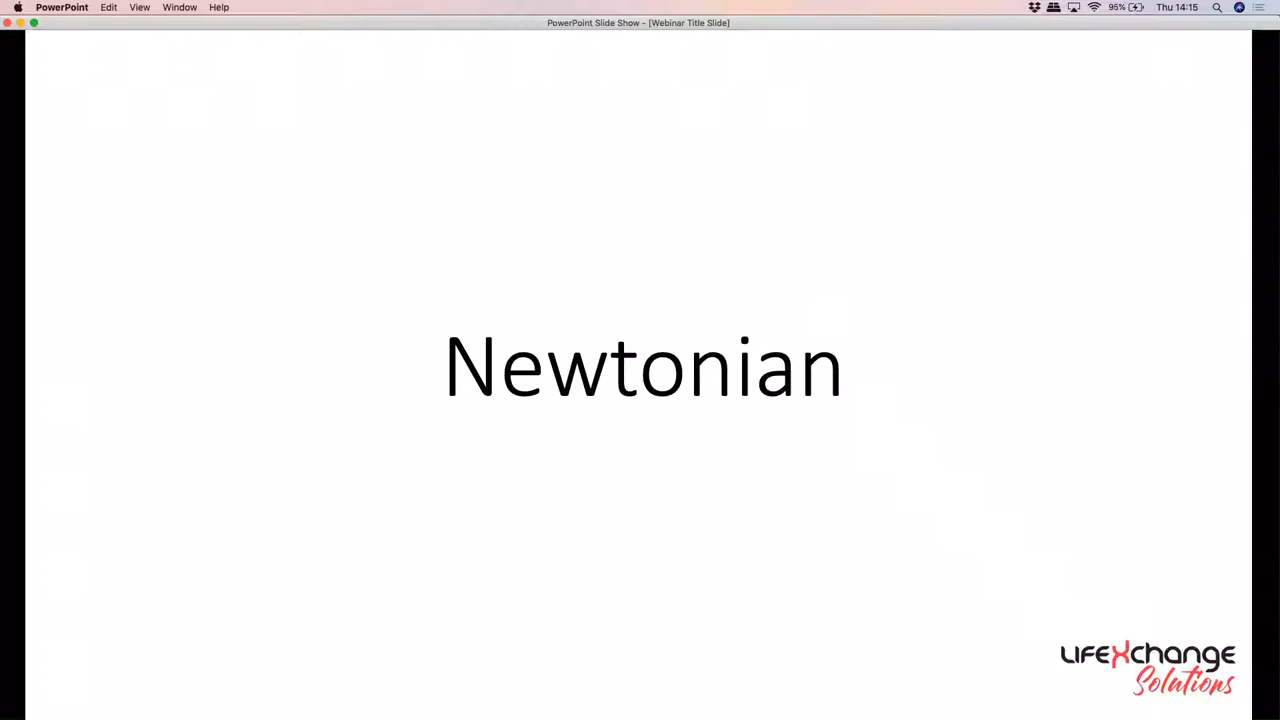 PowerPoint Edit View Window Help 95% Thu 14:15
PowerPoint Slide Show - [Webinar Title Slide]
Newtonian
LIFEXchange
Solutions